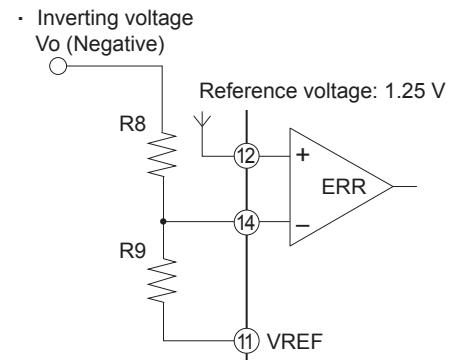 · Inverting voltage
Vo (Negative)
Reference voltage: 1.25 V
R8
12
+
ERR
14
−
R9
11 VREF